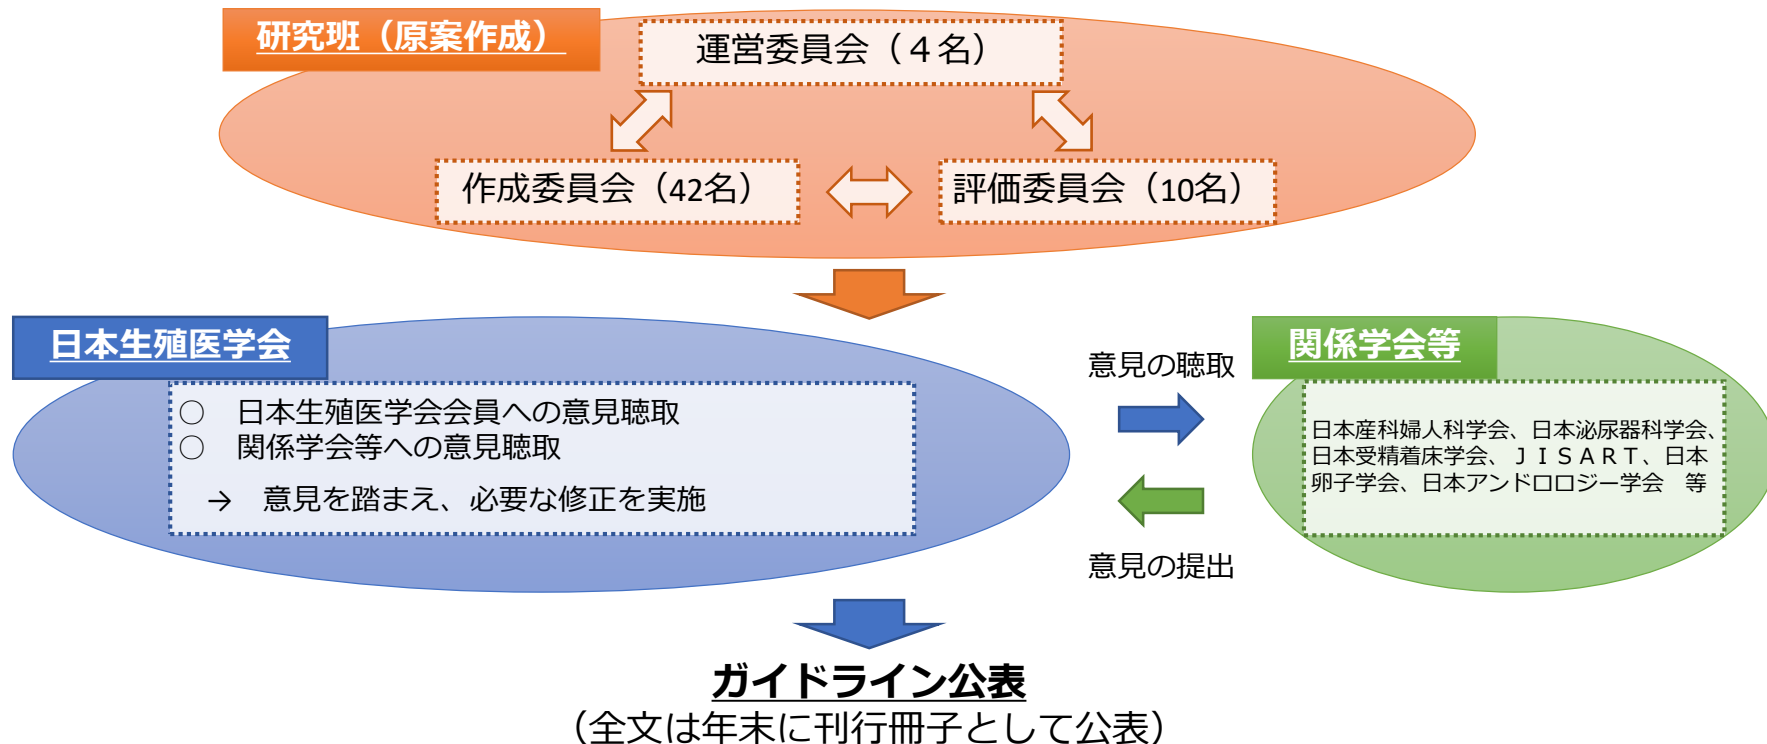 研究班（原案作成）
運営委員会（４名）
作成委員会（42名）
評価委員会（10名）
日本生殖医学会
○　日本生殖医学会会員への意見聴取
○　関係学会等への意見聴取
→　意見を踏まえ、必要な修正を実施
意見の聴取
意見の提出
関係学会等
日本産科婦人科学会、日本泌尿器科学会、
日本受精着床学会、ＪＩＳＡＲＴ、日本
卵子学会、日本アンドロロジー学会　等
ガイドライン公表
（全文は年末に刊行冊子として公表）